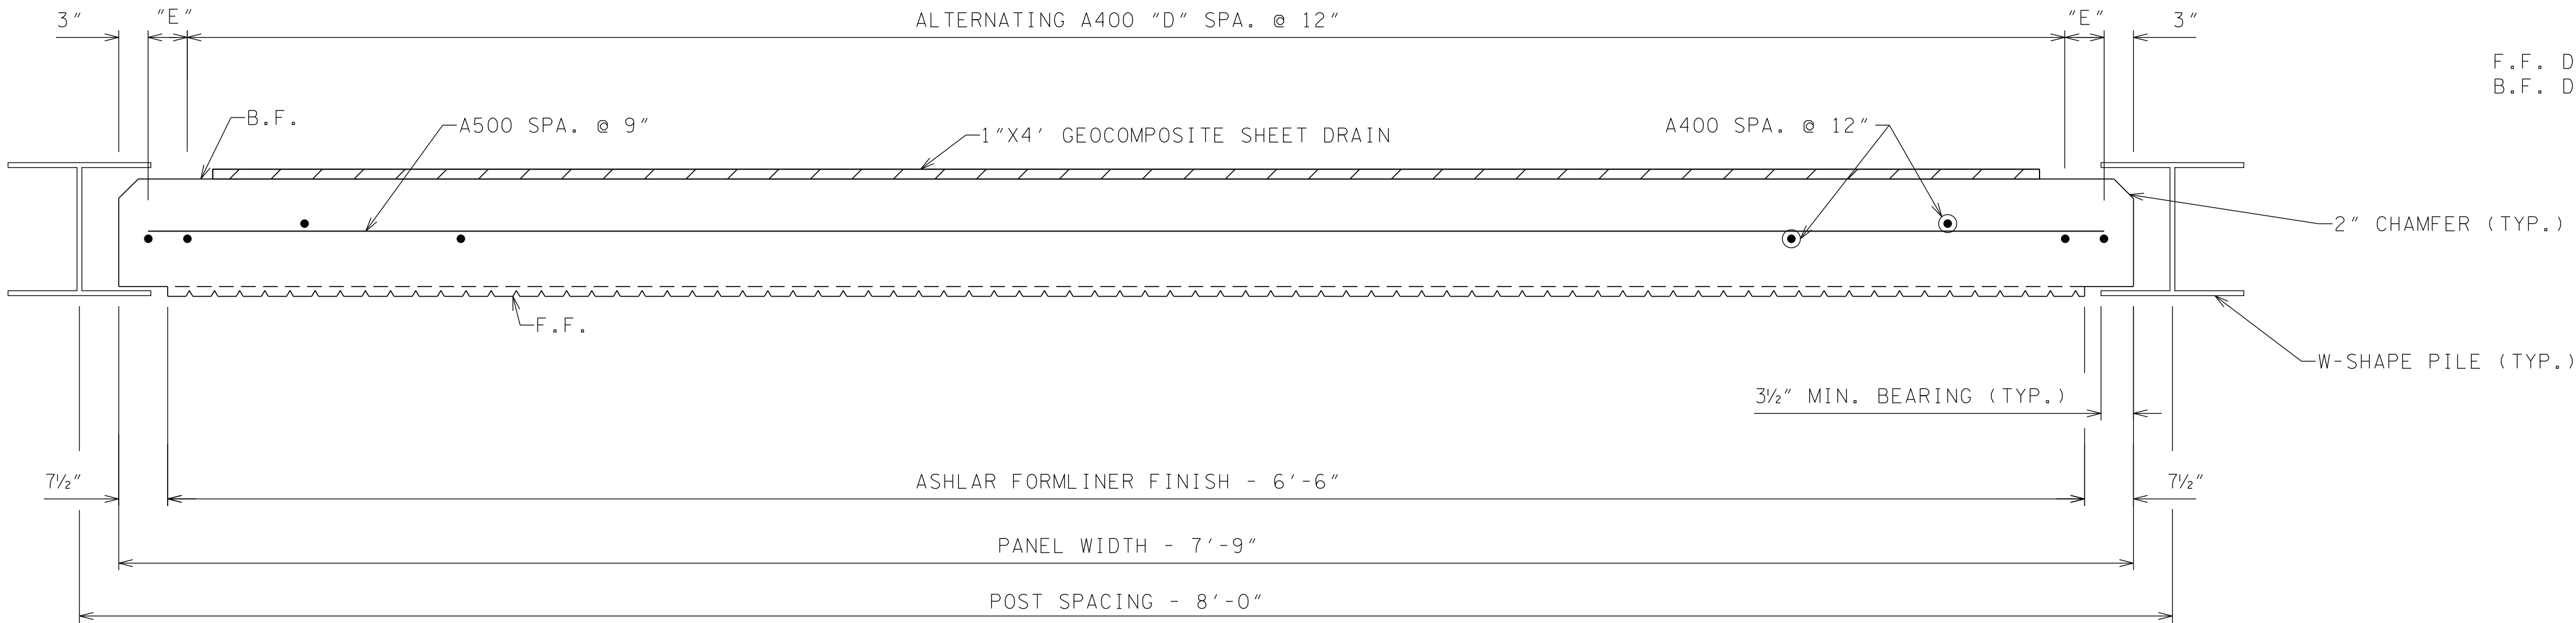 3" "E" ALTERNATING A400 "D" SPA. @ 12" "E" 3"
F.F. D
B.F. D
B.F.
A500 SPA. @ 9"
1"X4' GEOCOMPOSITE SHEET DRAIN
A400 SPA. @ 12"
2" CHAMFER (TYP.)
F.F.
W-SHAPE PILE (TYP.)
3½" MIN. BEARING (TYP.)
7½" ASHLAR FORMLINER FINISH - 6'-6" 7½"
PANEL WIDTH - 7'-9"
POST SPACING - 8'-0"